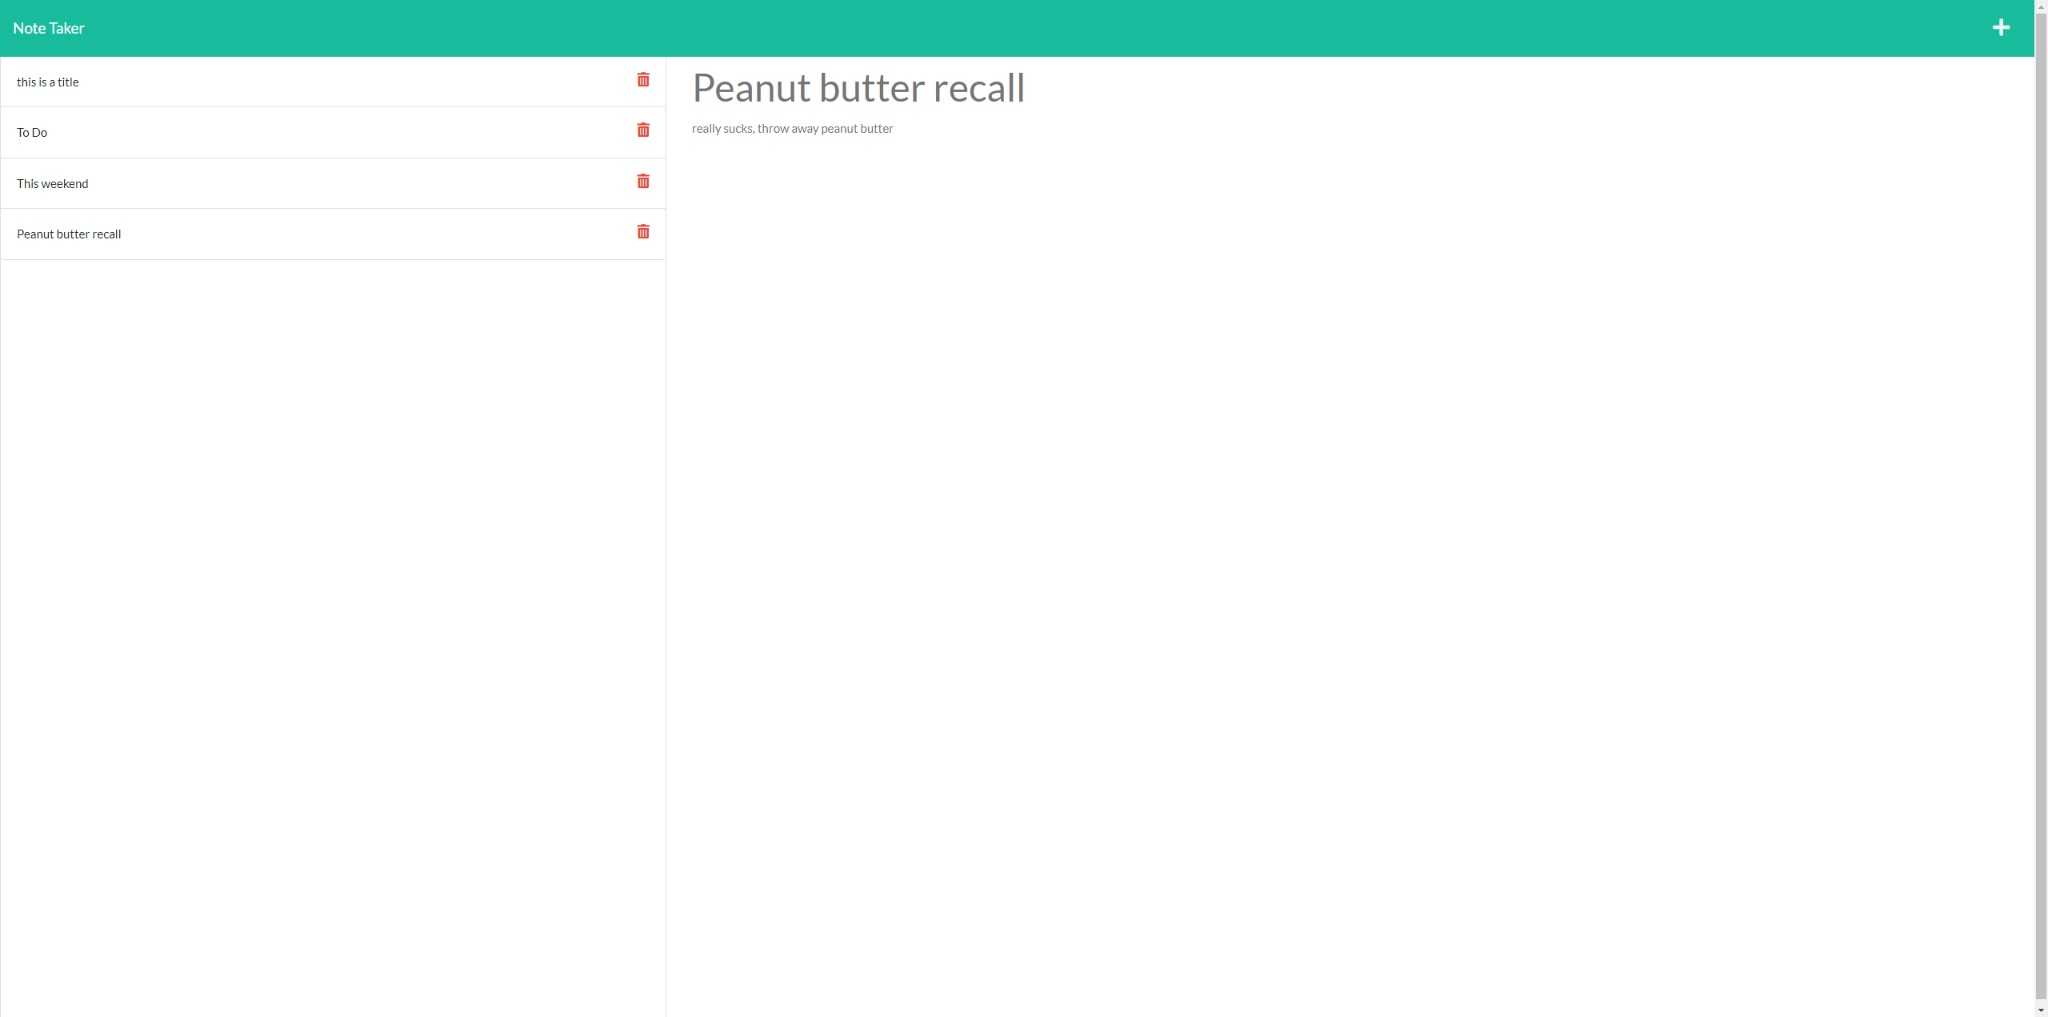 Note Taker
this is a title
To Do
This weekend
Peanut butter recall
Peanut butter recall
really sucks, throw away peanut butter